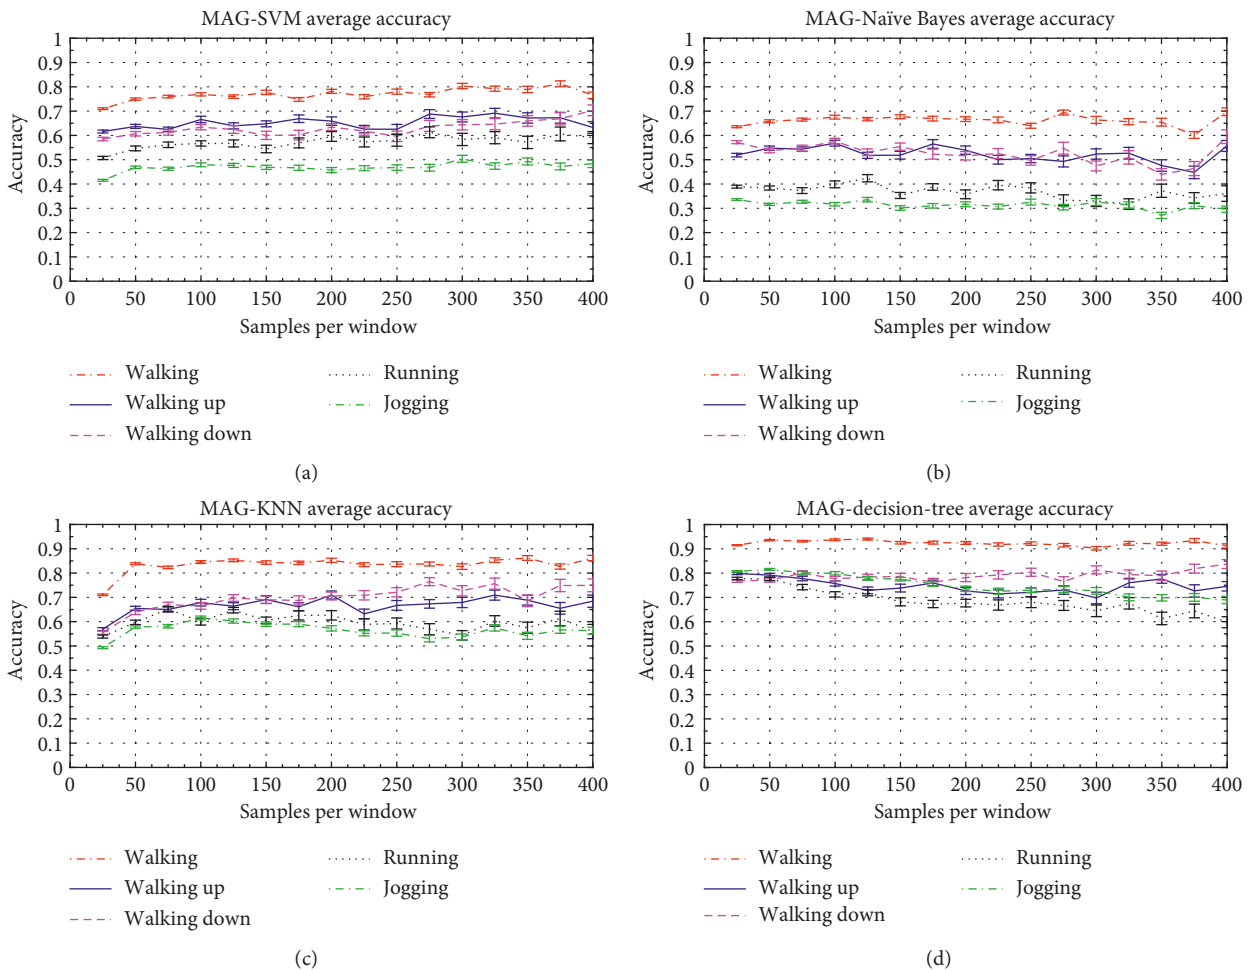 MAG-SVM average accuracy
1
0.9
0.8
0.7
0.6
0.5
0.4
0.3
0.2
0.1
0
Accuracy
0 50 100 150 200 250 300 350 400
Samples per window
Walking
Walking up
Walking down
Running
Jogging
(a)
MAG-Naïve Bayes average accuracy
1
0.9
0.8
0.7
0.6
0.5
0.4
0.3
0.2
0.1
0
Accuracy
0 50 100 150 200 250 300 350 400
Samples per window
Walking
Walking up
Walking down
Running
Jogging
(b)
MAG-KNN average accuracy
1
0.9
0.8
0.7
0.6
0.5
0.4
0.3
0.2
0.1
0
Accuracy
0 50 100 150 200 250 300 350 400
Samples per window
Walking
Walking up
Walking down
Running
Jogging
(c)
MAG-decision-tree average accuracy
1
0.9
0.8
0.7
0.6
0.5
0.4
0.3
0.2
0.1
0
Accuracy
0 50 100 150 200 250 300 350 400
Samples per window
Walking
Walking up
Walking down
Running
Jogging
(d)